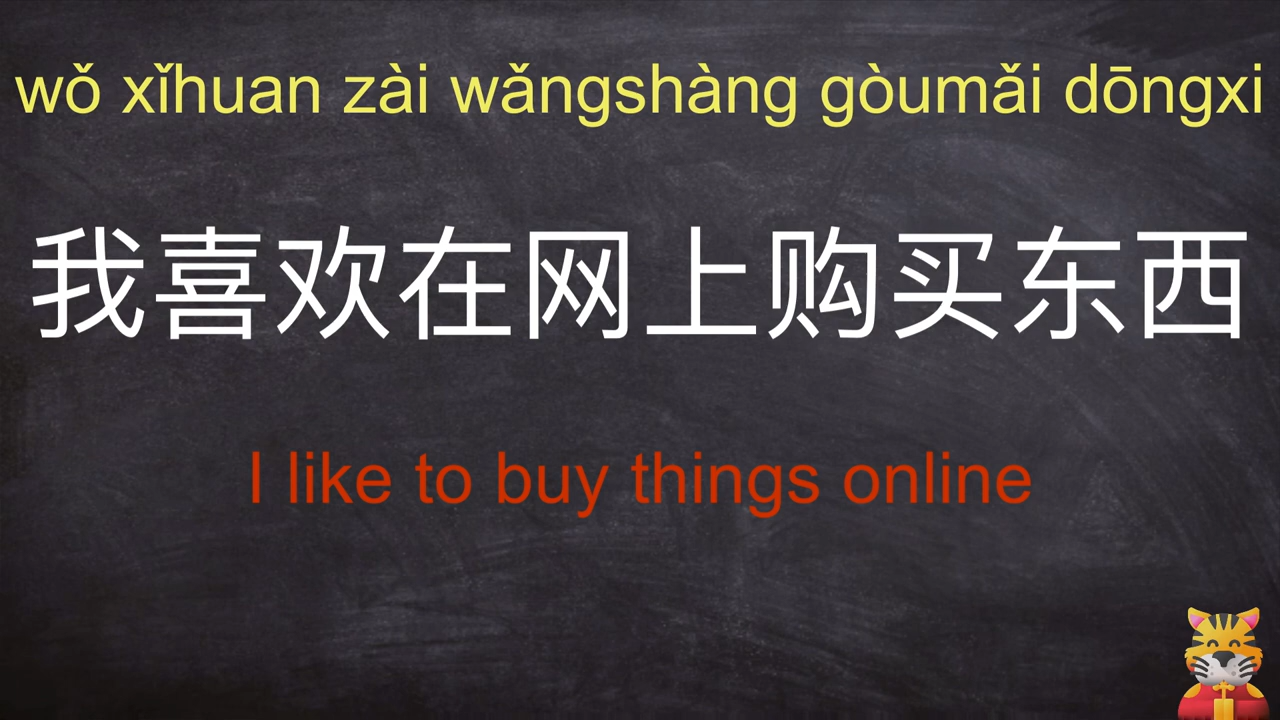 wǒ xǐhuan zài wǎngshàng gòumǎi dōngxi
我喜欢在网上购买东西
I like to buy things online